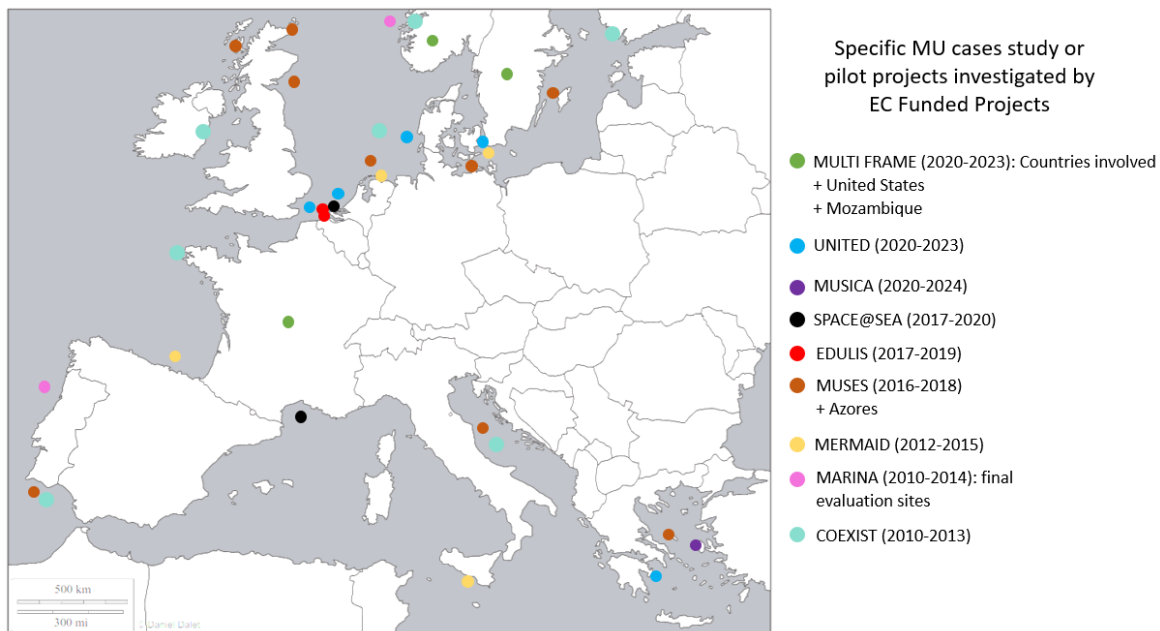 Specific MU cases study or
pilot projects investigated by
EC Funded Projects
MULTI FRAME (2020-2023): Countries involved
+ United States
+ Mozambique
UNITED (2020-2023)
MUSICA (2020-2024)
SPACE@SEA (2017-2020)
EDULIS (2017-2019)
MUSES (2016-2018)
+ Azores
MERMAID (2012-2015)
MARINA (2010-2014): final
evaluation sites
COEXIST (2010-2013)
500 km
300 mi
Daniel Dalet